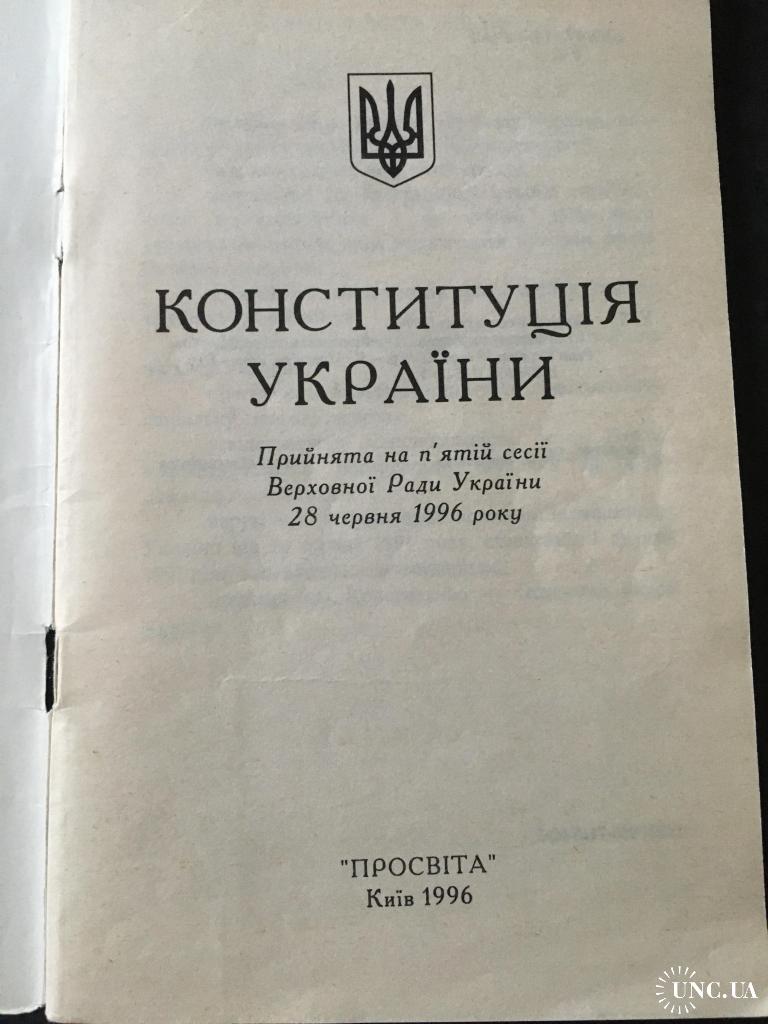 КОНСТИТУЦІЯ
УКРАЇНИ
Прийнята на п'ятій сесії
Верховної Ради України
28 червня 1996 року
"ПРОСВІТА"
Київ 1996
UNC.UA